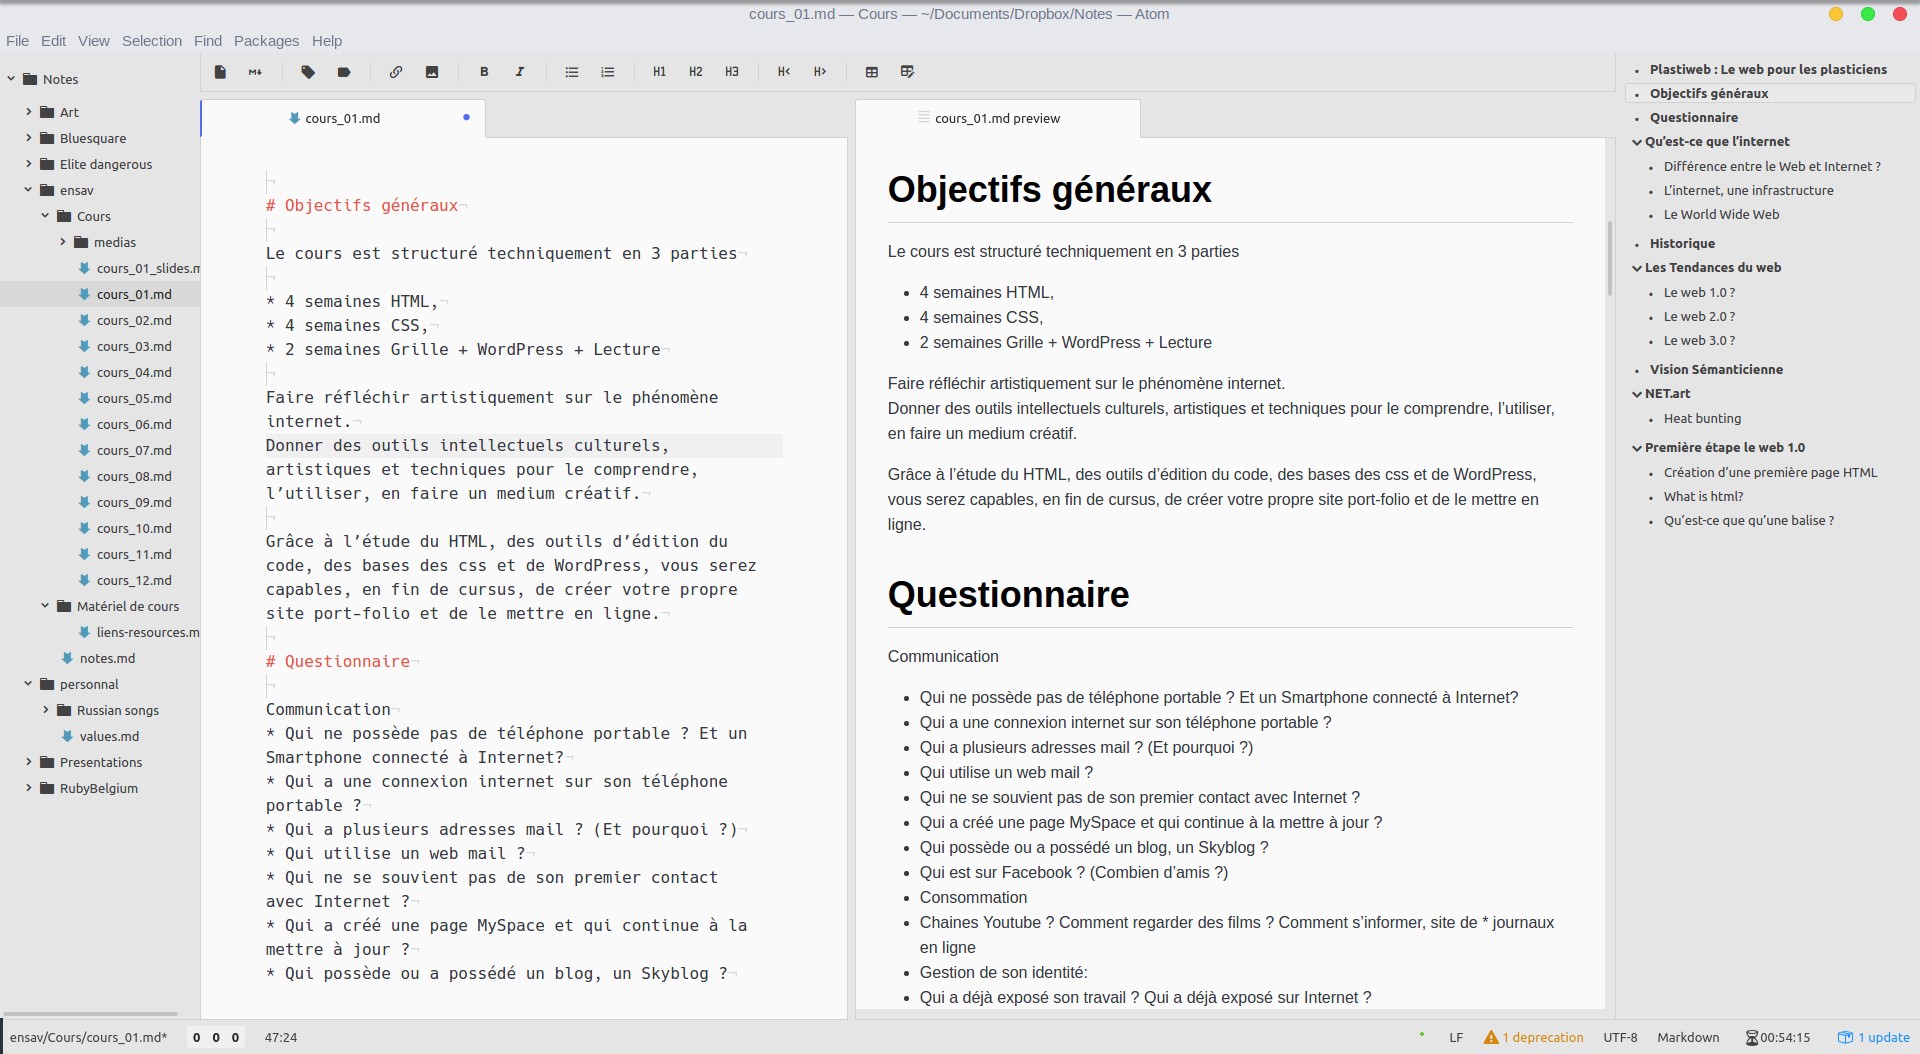 cours_01.md — Cours — ~/Documents/Dropbox/Notes — Atom
File Edit View Selection Find Packages Help
Notes
Art
Bluesquare
Elite dangerous
ensav
Cours
medias
cours_01_slides.m
cours_01.md
cours_02.md
cours_03.md
cours_04.md
cours_05.md
cours_06.md
cours_07.md
cours_08.md
cours_09.md
cours_10.md
cours_11.md
cours_12.md
Matériel de cours
liens-resources.m
notes.md
personnal
Russian songs
values.md
Presentations
RubyBelgium
M↓ B I H1 H2 H3 H< H>
cours_01.md
# Objectifs généraux¬
Le cours est structuré techniquement en 3 parties¬
* 4 semaines HTML,¬
* 4 semaines CSS,¬
* 2 semaines Grille + WordPress + Lecture¬
Faire réfléchir artistiquement sur le phénomène
internet.¬
Donner des outils intellectuels culturels,
artistiques et techniques pour le comprendre,
l’utiliser, en faire un medium créatif.¬
Grâce à l’étude du HTML, des outils d’édition du
code, des bases des css et de WordPress, vous serez
capables, en fin de cursus, de créer votre propre
site port-folio et de le mettre en ligne.¬
# Questionnaire¬
Communication¬
* Qui ne possède pas de téléphone portable ? Et un
Smartphone connecté à Internet?¬
* Qui a une connexion internet sur son téléphone
portable ?¬
* Qui a plusieurs adresses mail ? (Et pourquoi ?)¬
* Qui utilise un web mail ?¬
* Qui ne se souvient pas de son premier contact
avec Internet ?¬
* Qui a créé une page MySpace et qui continue à la
mettre à jour ?¬
* Qui possède ou a possédé un blog, un Skyblog ?¬
cours_01.md preview
Objectifs généraux
Le cours est structuré techniquement en 3 parties
• 4 semaines HTML,
• 4 semaines CSS,
• 2 semaines Grille + WordPress + Lecture
Faire réfléchir artistiquement sur le phénomène internet.
Donner des outils intellectuels culturels, artistiques et techniques pour le comprendre, l’utiliser,
en faire un medium créatif.
Grâce à l’étude du HTML, des outils d’édition du code, des bases des css et de WordPress,
vous serez capables, en fin de cursus, de créer votre propre site port-folio et de le mettre en
ligne.
Questionnaire
Communication
• Qui ne possède pas de téléphone portable ? Et un Smartphone connecté à Internet?
• Qui a une connexion internet sur son téléphone portable ?
• Qui a plusieurs adresses mail ? (Et pourquoi ?)
• Qui utilise un web mail ?
• Qui ne se souvient pas de son premier contact avec Internet ?
• Qui a créé une page MySpace et qui continue à la mettre à jour ?
• Qui possède ou a possédé un blog, un Skyblog ?
• Qui est sur Facebook ? (Combien d’amis ?)
• Consommation
• Chaines Youtube ? Comment regarder des films ? Comment s’informer, site de * journaux
en ligne
• Gestion de son identité:
• Qui a déjà exposé son travail ? Qui a déjà exposé sur Internet ?
• Plastiweb : Le web pour les plasticiens
• Objectifs généraux
• Questionnaire
Qu’est-ce que l’internet
• Différence entre le Web et Internet ?
• L’internet, une infrastructure
• Le World Wide Web
• Historique
Les Tendances du web
• Le web 1.0 ?
• Le web 2.0 ?
• Le web 3.0 ?
• Vision Sémanticienne
NET.art
• Heat bunting
Première étape le web 1.0
• Création d’une première page HTML
• What is html?
• Qu’est-ce que qu’une balise ?
ensav/Cours/cours_01.md* 0 0 0 47:24 LF 1 deprecation UTF-8 Markdown 00:54:15 1 update